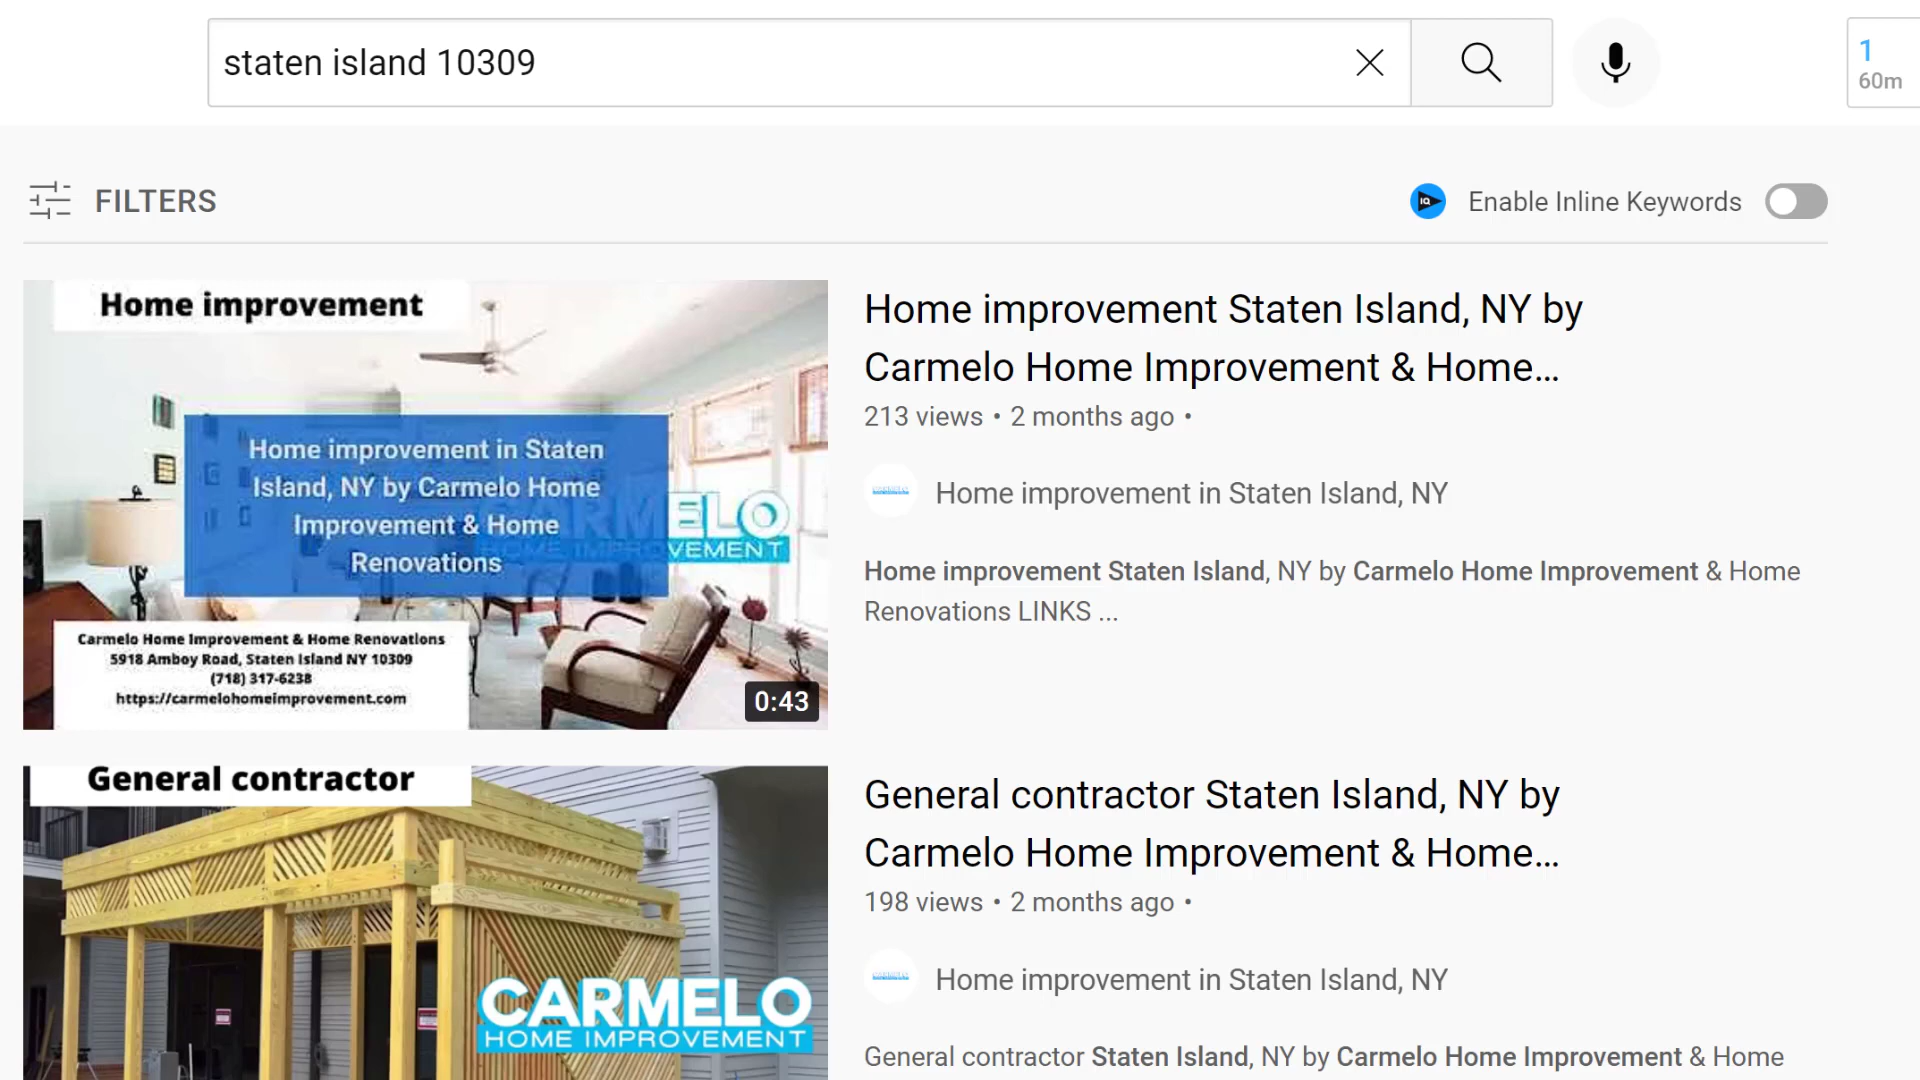 staten island 10309
1
60m
FILTERS
IQ
Enable Inline Keywords
Home improvement
Home improvement in Staten
Island, NY by Carmelo Home
Improvement & Home
Renovations
CARMELO
HOME IMPROVEMENT
Carmelo Home Improvement & Home Renovations
5918 Amboy Road, Staten Island NY 10309
(718) 317-6238
https://carmelohomeimprovement.com
0:43
Home improvement Staten Island, NY by
Carmelo Home Improvement & Home...
213 views • 2 months ago •
Home improvement in Staten Island, NY
Home improvement Staten Island, NY by Carmelo Home Improvement & Home
Renovations LINKS ...
General contractor
CARMELO
HOME IMPROVEMENT
General contractor Staten Island, NY by
Carmelo Home Improvement & Home...
198 views • 2 months ago •
Home improvement in Staten Island, NY
General contractor Staten Island, NY by Carmelo Home Improvement & Home